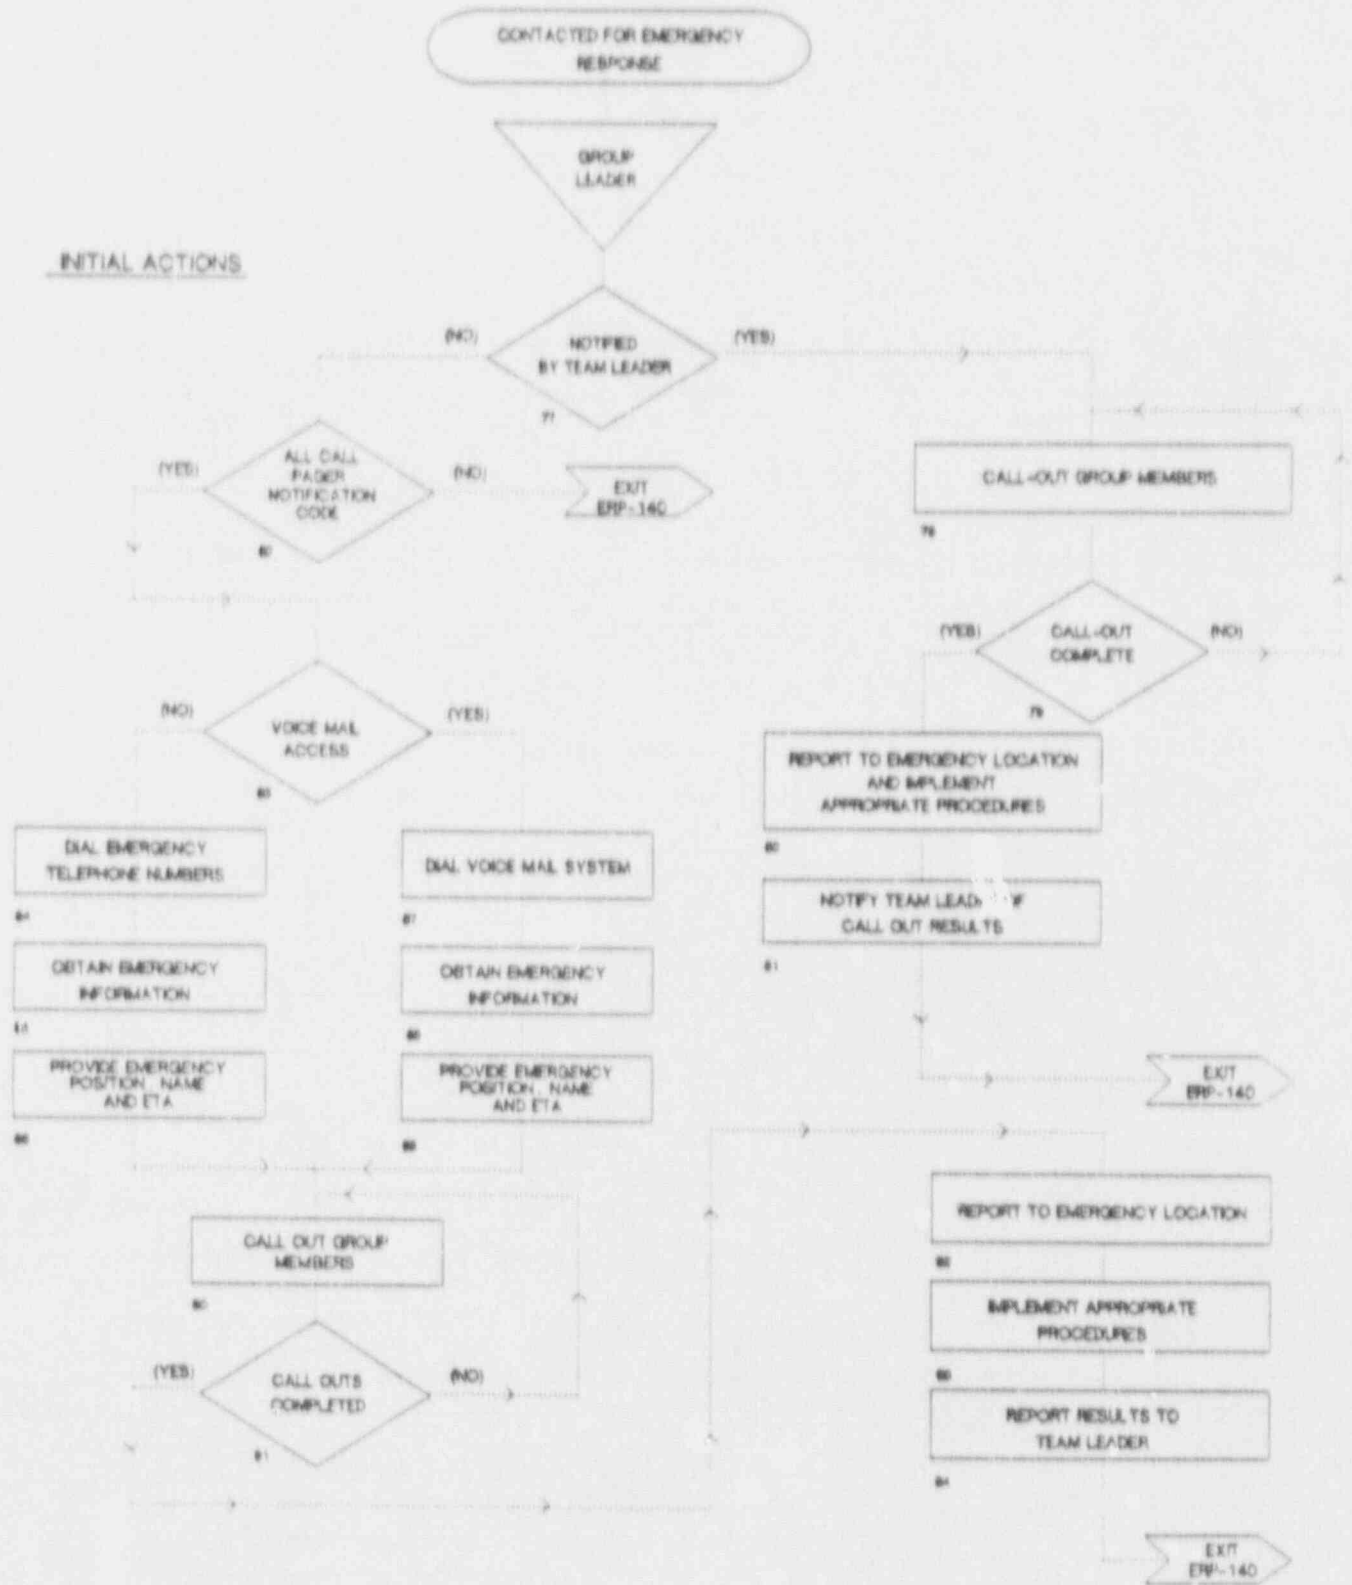 CONTACTED FOR EMERGENCY
RESPONSE
GROUP
LEADER
INITIAL ACTIONS
(NO)
NOTIFIED
BY TEAM LEADER
(YES)
77
(YES)
ALL CALL
PAGER
NOTIFICATION
CODE
(NO)
EXIT
ERP-140
CALL-OUT GROUP MEMBERS
(YES)
CALL-OUT
COMPLETE
(NO)
79
(NO)
VOICE MAIL
ACCESS
(YES)
REPORT TO EMERGENCY LOCATION
AND IMPLEMENT
APPROPRIATE PROCEDURES
DIAL EMERGENCY
TELEPHONE NUMBERS
DIAL VOICE MAIL SYSTEM
NOTIFY TEAM
CALL OUT RESULTS
OBTAIN EMERGENCY
INFORMATION
OBTAIN EMERGENCY
INFORMATION
PROVIDE EMERGENCY
POSITION, NAME
AND ETA
PROVIDE EMERGENCY
POSITION, NAME
AND ETA
EXIT
ERP-140
REPORT TO EMERGENCY LOCATION
CALL OUT GROUP
MEMBERS
IMPLEMENT APPROPRIATE
PROCEDURES
(YES)
CALL OUTS
COMPLETED
(NO)
REPORT RESULTS TO
TEAM LEADER
EXIT
ERP-140